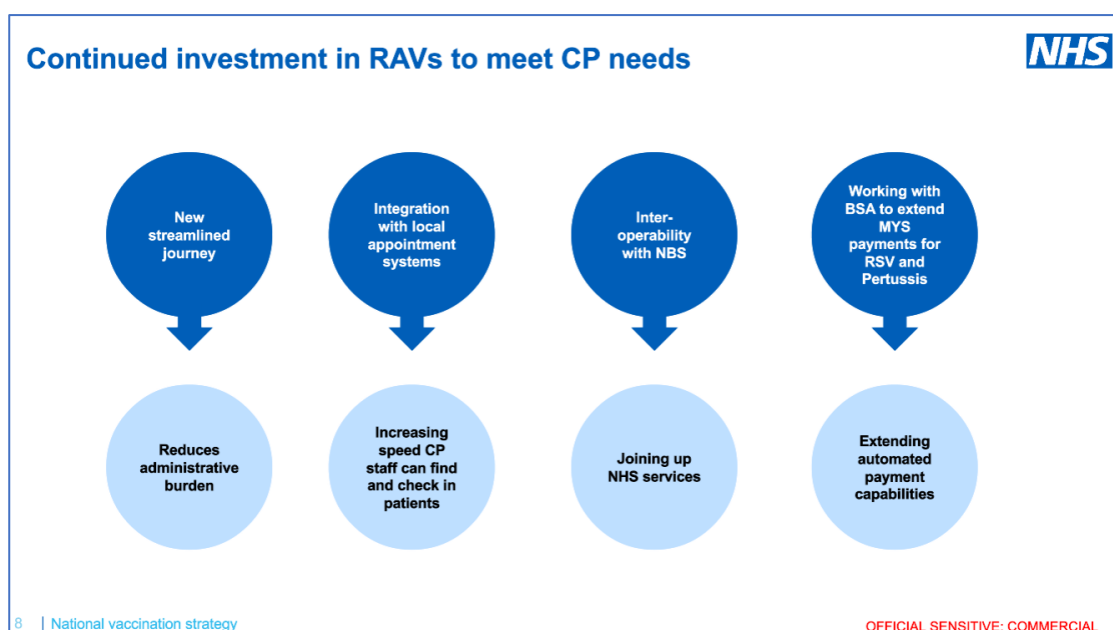 Continued investment in RAVs to meet CP needs
NHS
New
streamlined
journey
Integration
with local
appointment
systems
Inter-
operability
with NBS
Working with
BSA to extend
MYS
payments for
RSV and
Pertussis
Reduces
administrative
burden
Increasing
speed CP
staff can find
and check in
patients
Joining up
NHS services
Extending
automated
payment
capabilities
8 | National vaccination strategy
OFFICIAL SENSITIVE: COMMERCIAL